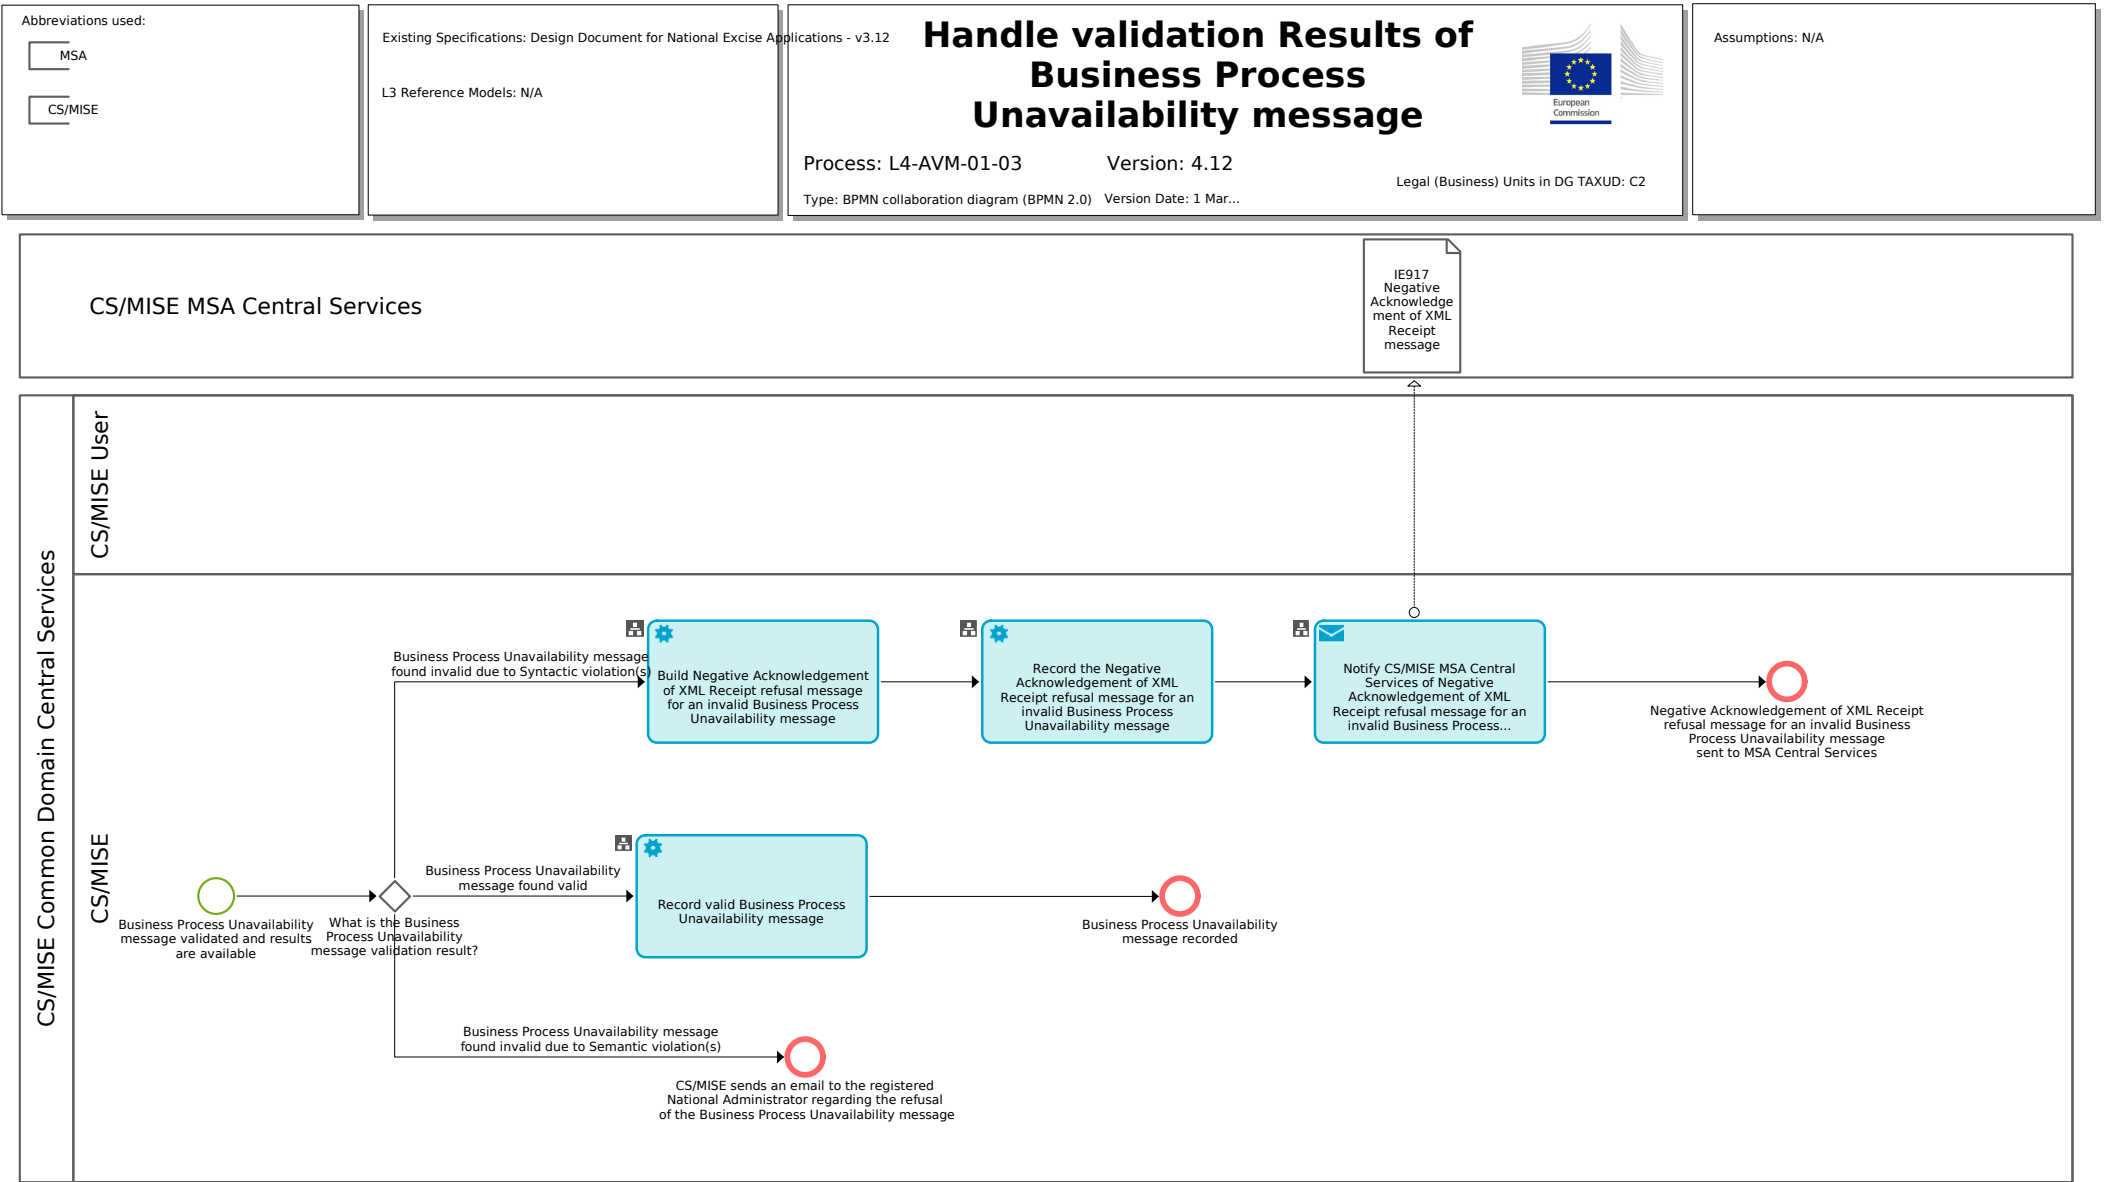 Abbreviations used:
MSA
CS/MISE
Existing Specifications: Design Document for National Excise Applications - v3.12
L3 Reference Models: N/A
Handle validation Results of
Business Process
Unavailability message
Process: L4-AVM-01-03
Version: 4.12
Type: BPMN collaboration diagram (BPMN 2.0)
Version Date: 1 Mar...
Legal (Business) Units in DG TAXUD: C2
European
Commission
Assumptions: N/A
CS/MISE MSA Central Services
IE917
Negative
Acknowledge
ment of XML
Receipt
message
CS/MISE Common Domain Central Services
CS/MISE User
CS/MISE
Business Process Unavailability message
found invalid due to Syntactic violation(s)
Build Negative Acknowledgement
of XML Receipt refusal message
for an invalid Business Process
Unavailability message
Record the Negative
Acknowledgement of XML
Receipt refusal message for an
invalid Business Process
Unavailability message
Notify CS/MISE MSA Central
Services of Negative
Acknowledgement of XML
Receipt refusal message for an
invalid Business Process...
Negative Acknowledgement of XML Receipt
refusal message for an invalid Business
Process Unavailability message
sent to MSA Central Services
Business Process Unavailability
message validated and results
are available
What is the Business
Process Unavailability
message validation result?
Business Process Unavailability
message found valid
Record valid Business Process
Unavailability message
Business Process Unavailability
message recorded
Business Process Unavailability message
found invalid due to Semantic violation(s)
CS/MISE sends an email to the registered
National Administrator regarding the refusal
of the Business Process Unavailability message